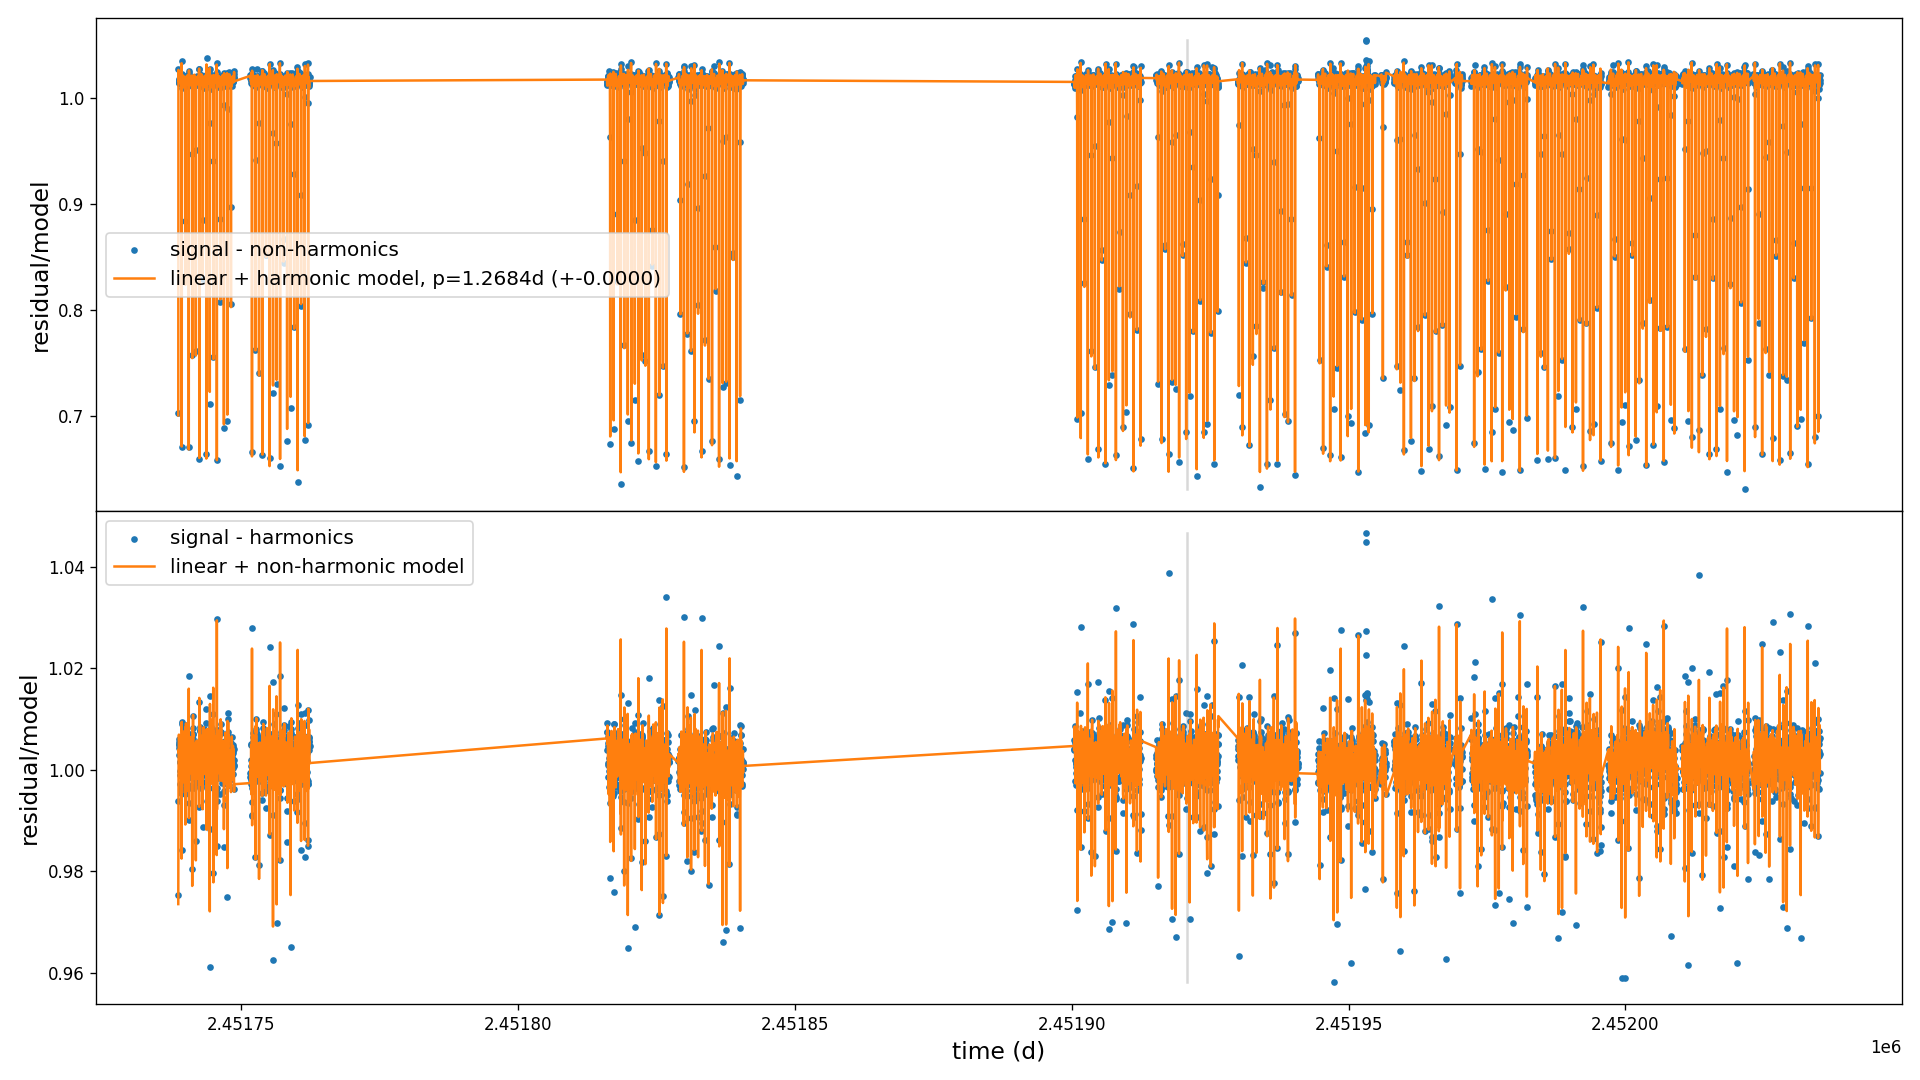 1.0
0.9
0.8
0.7
residual/model
signal - non-harmonics
linear + harmonic model, p=1.2684d (+-0.0000)
signal - harmonics
linear + non-harmonic model
1.04
1.02
1.00
0.98
0.96
residual/model
2.45175 2.45180 2.45185 2.45190 2.45195 2.45200
time (d)
1e6